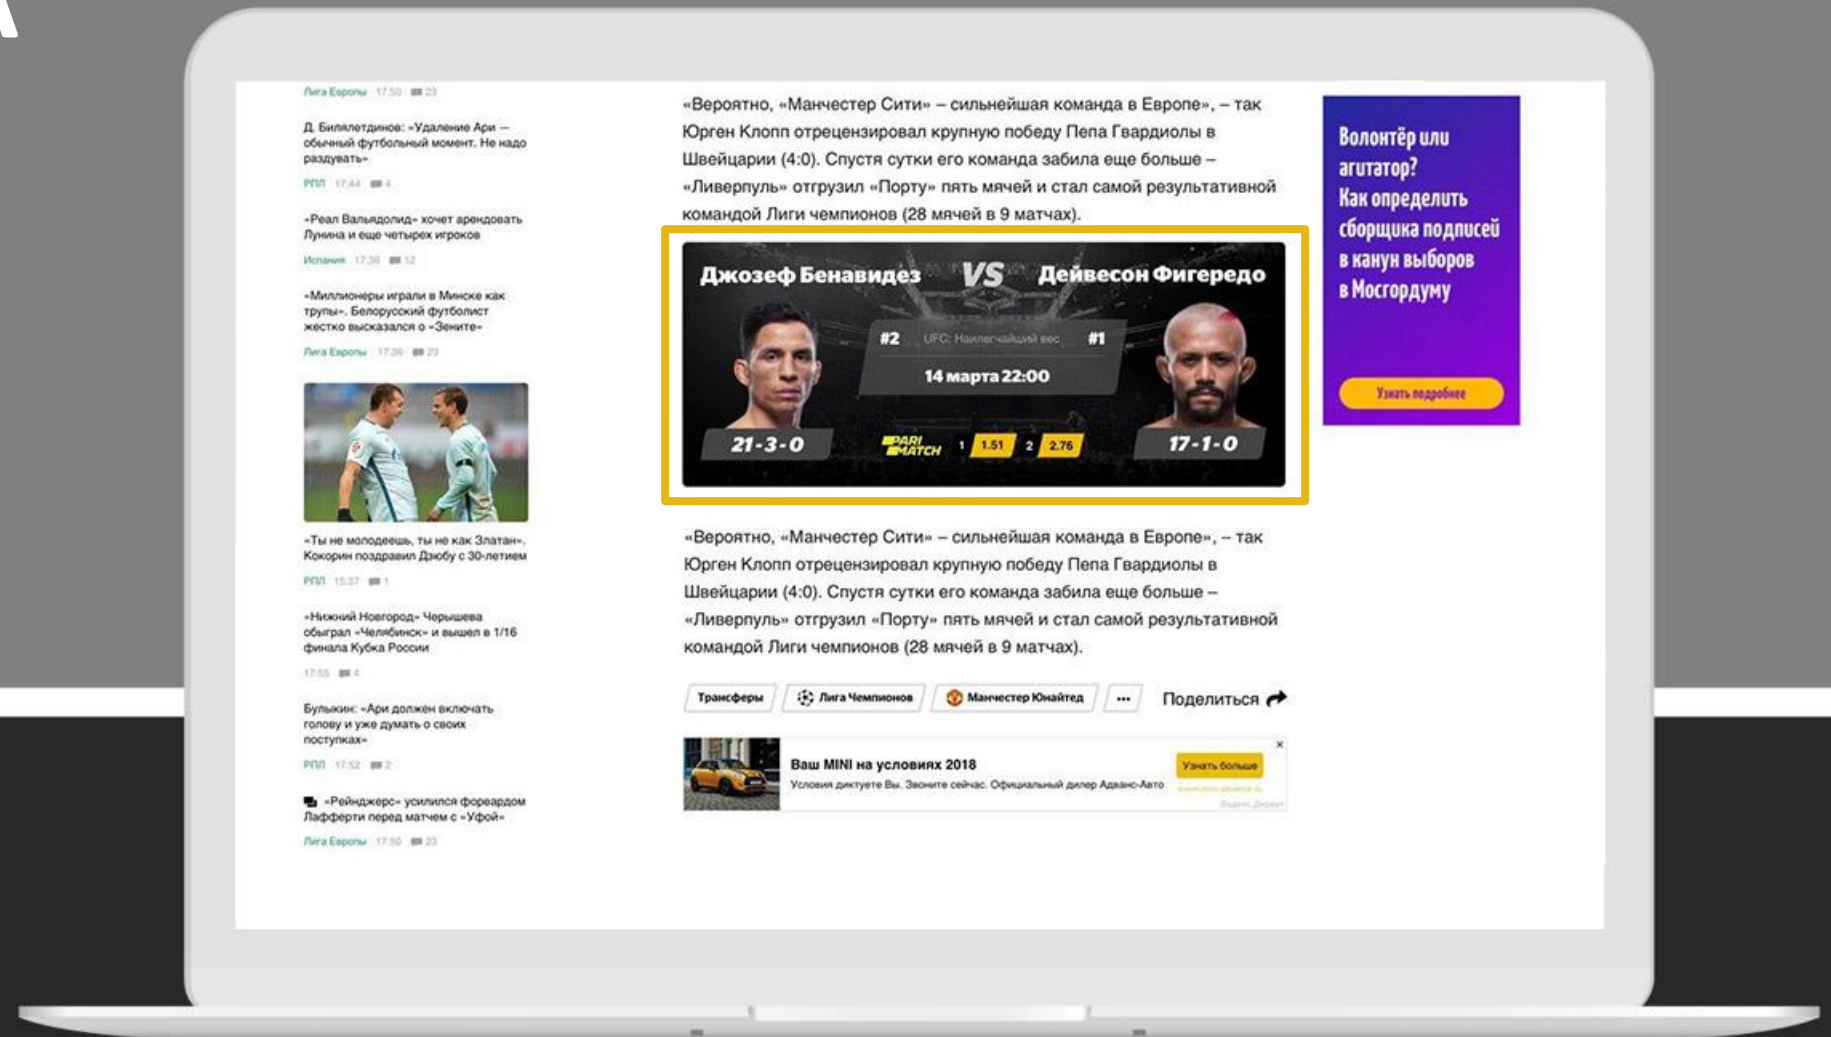 Лига Европы 17:50 23
Д. Билялетдинов: «Удаление Ари —
обычный футбольный момент. Не надо
раздувать»
РПЛ 17:44 4
«Реал Вальядолид» хочет арендовать
Лунина и еще четырех игроков
Испания 17:36 12
«Миллионеры играли в Минске как
трупы». Белорусский футболист
жестко высказался о «Зените»
Лига Европы 17:36 23
«Ты не молодеешь, ты не как Златан».
Кокорин поздравил Дзюбу с 30-летием
РПЛ 15:37 1
«Нижний Новгород» Черышева
обыграл «Челябинск» и вышел в 1/16
финала Кубка России
17:55 4
Булыкин: «Ари должен включать
голову и уже думать о своих
поступках»
РПЛ 17:52 2
«Рейнджерс» усилился форвардом
Лафферти перед матчем с «Уфой»
Лига Европы 17:50 23
«Вероятно, «Манчестер Сити» – сильнейшая команда в Европе», – так
Юрген Клопп отрецензировал крупную победу Пепа Гвардиолы в
Швейцарии (4:0). Спустя сутки его команда забила еще больше –
«Ливерпуль» отгрузил «Порту» пять мячей и стал самой результативной
командой Лиги чемпионов (28 мячей в 9 матчах).
Джозеф Бенавидез VS Дейвесон Фигередо
#2 UFC: Наилегчайший вес #1
14 марта 22:00
21-3-0 PARI MATCH 1 1.51 2 2.76 17-1-0
«Вероятно, «Манчестер Сити» – сильнейшая команда в Европе», – так
Юрген Клопп отрецензировал крупную победу Пепа Гвардиолы в
Швейцарии (4:0). Спустя сутки его команда забила еще больше –
«Ливерпуль» отгрузил «Порту» пять мячей и стал самой результативной
командой Лиги чемпионов (28 мячей в 9 матчах).
Трансферы Лига Чемпионов Манчестер Юнайтед ... Поделиться
Ваш MINI на условиях 2018
Условия диктуете Вы. Звоните сейчас. Официальный дилер Адванс-Авто
Узнать больше
Яндекс.Директ
Волонтёр или
агитатор?
Как определить
сборщика подписей
в канун выборов
в Мосгордуму
Узнать подробнее